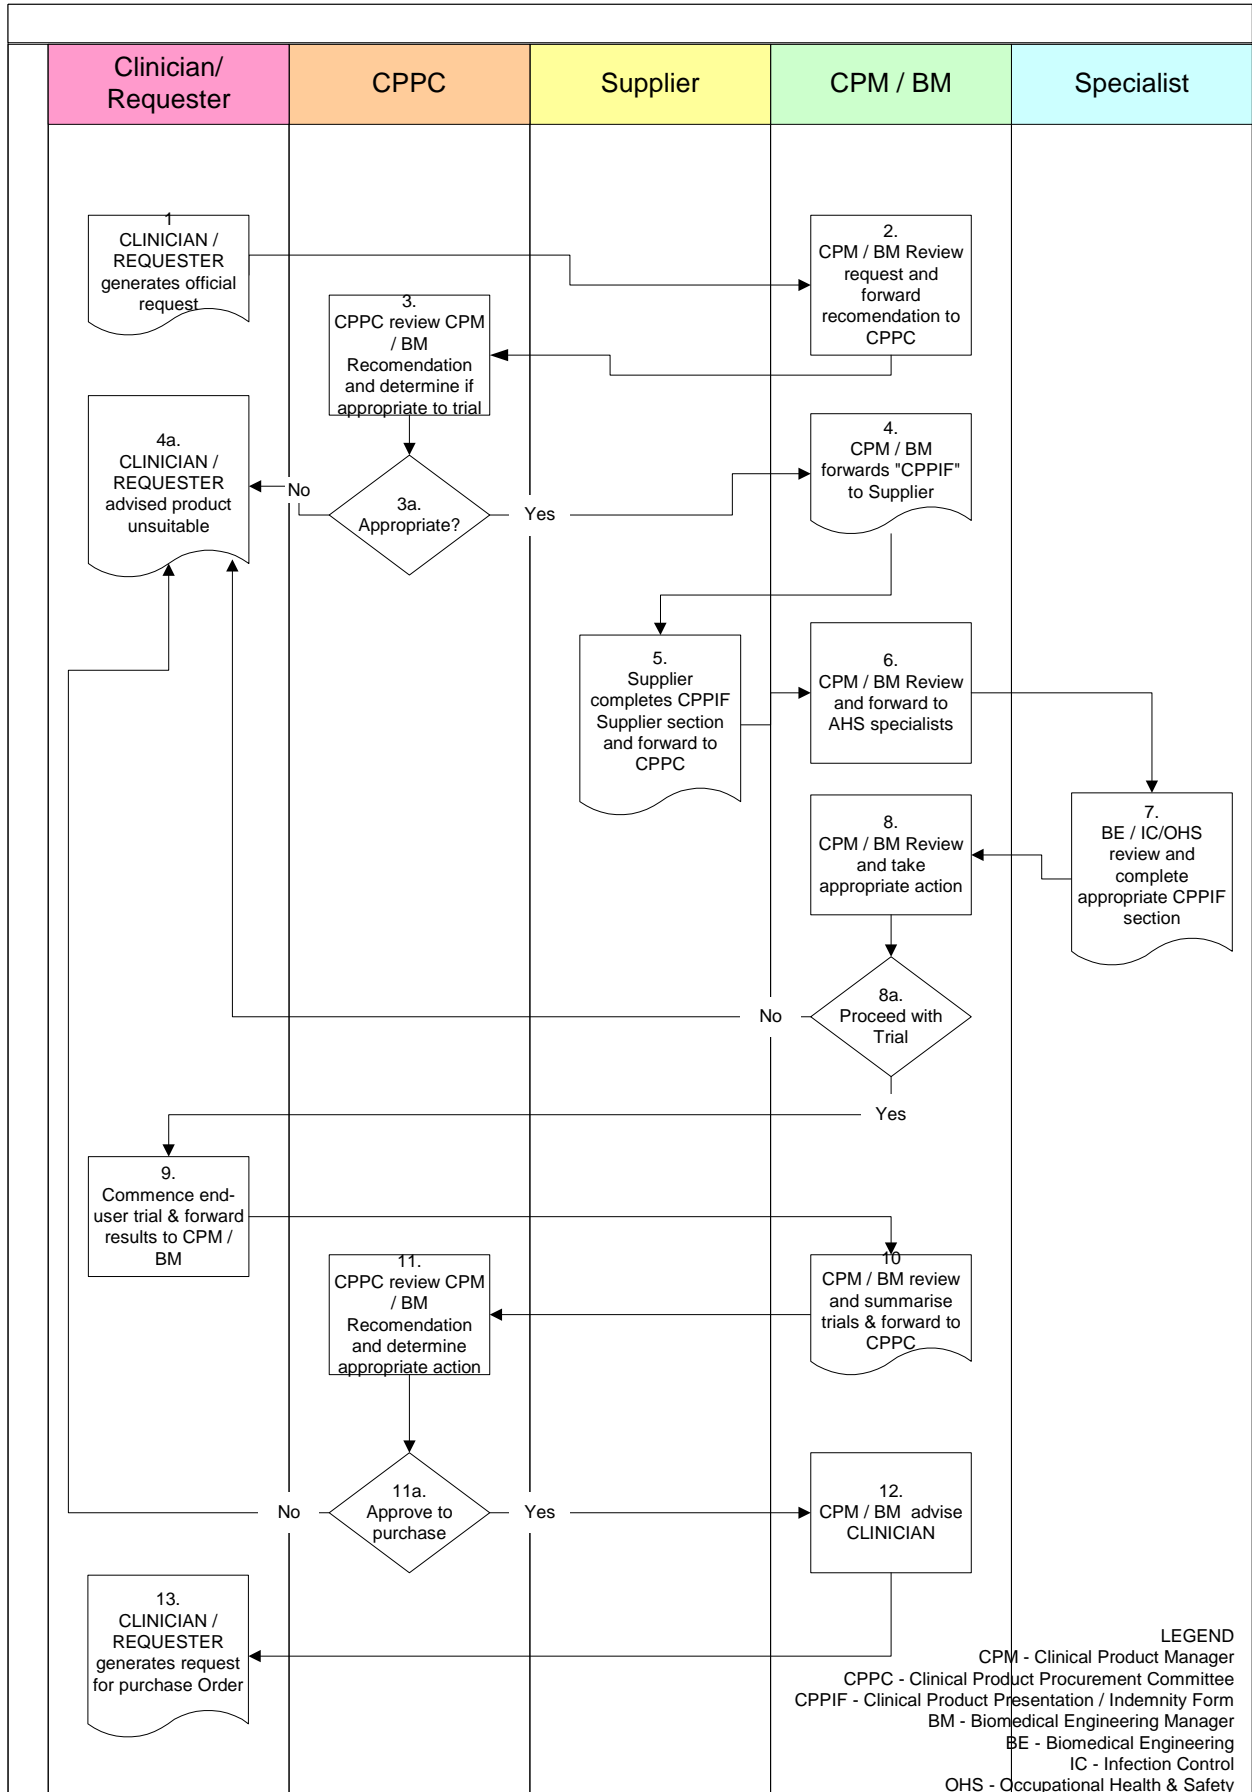 Clinician/
Requester
CPPC
Supplier
CPM / BM
Specialist
1
CLINICIAN /
REQUESTER
generates official
request
2.
CPM / BM Review
request and
forward
recomendation to
CPPC
3.
CPPC review CPM
/ BM
Recomendation
and determine if
appropriate to trial
4a.
CLINICIAN /
REQUESTER
advised product
unsuitable
No
3a.
Appropriate?
Yes
4.
CPM / BM
forwards "CPPIF"
to Supplier
5.
Supplier
completes CPPIF
Supplier section
and forward to
CPPC
6.
CPM / BM Review
and forward to
AHS specialists
7.
BE / IC/OHS
review and
complete
appropriate CPPIF
section
8.
CPM / BM Review
and take
appropriate action
8a.
Proceed with
Trial
No
Yes
9.
Commence end-
user trial & forward
results to CPM /
BM
10
CPM / BM review
and summarise
trials & forward to
CPPC
11.
CPPC review CPM
/ BM
Recomendation
and determine
appropriate action
No
11a.
Approve to
purchase
Yes
12.
CPM / BM advise
CLINICIAN
13.
CLINICIAN /
REQUESTER
generates request
for purchase Order
LEGEND
CPM - Clinical Product Manager
CPPC - Clinical Product Procurement Committee
CPPIF - Clinical Product Presentation / Indemnity Form
BM - Biomedical Engineering Manager
BE - Biomedical Engineering
IC - Infection Control
OHS - Occupational Health & Safety